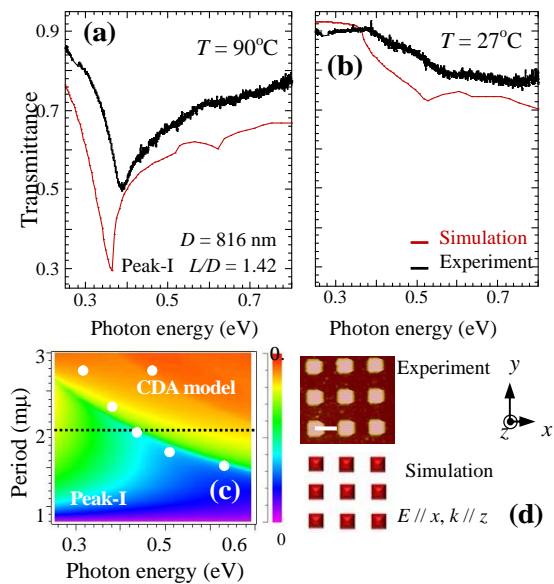 0.9
0.7
0.5
0.3
Transmittance
(a)
T = 90°C
D = 816 nm
Peak-I L/D = 1.42
0.3 0.5 0.7
Photon energy (eV)
(b)
T = 27°C
Simulation
Experiment
0.3 0.5 0.7
Photon energy (eV)
3
2
1
Period (mμ)
CDA model
Peak-I
(c)
0.3 0.5 0.6
Photon energy (eV)
0.
0
Experiment
Simulation
E // x, k // z
(d)
y
x
z